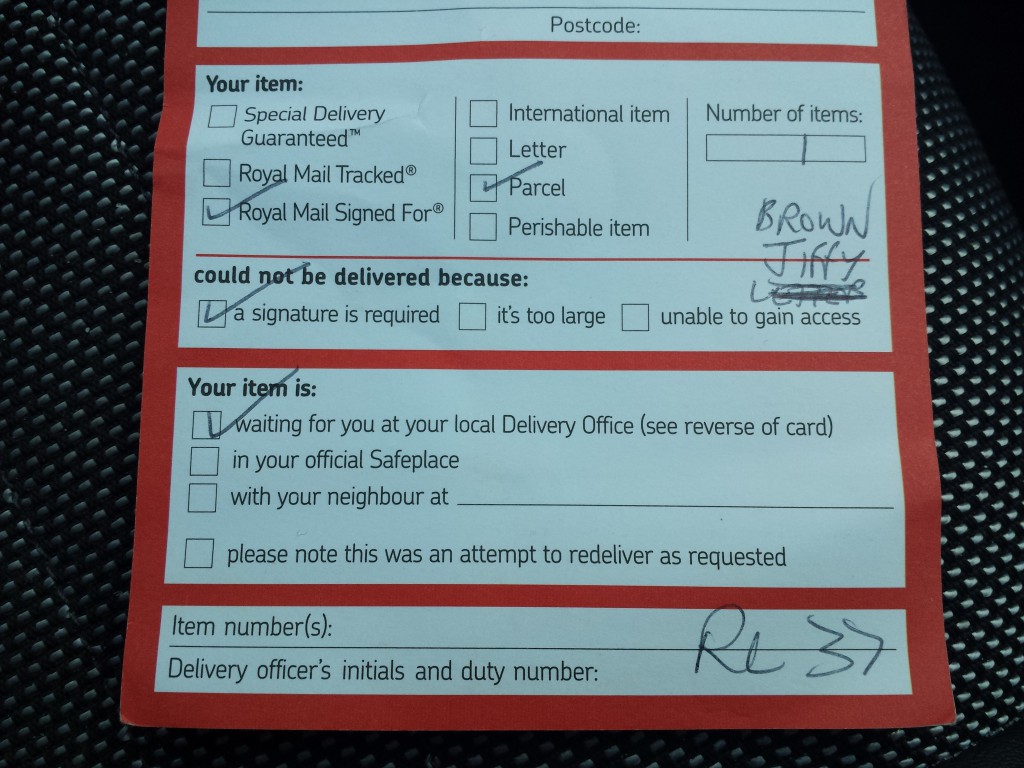 Postcode:
Your item:
Special Delivery
Guaranteed™
Royal Mail Tracked®
Royal Mail Signed For®
International item
Letter
Parcel
Perishable item
Number of items:
1
BROWN
JIFFY
LETTER
could not be delivered because:
a signature is required
it's too large
unable to gain access
Your item is:
waiting for you at your local Delivery Office (see reverse of card)
in your official Safeplace
with your neighbour at
please note this was an attempt to redeliver as requested
Item number(s):
Delivery officer's initials and duty number:
37